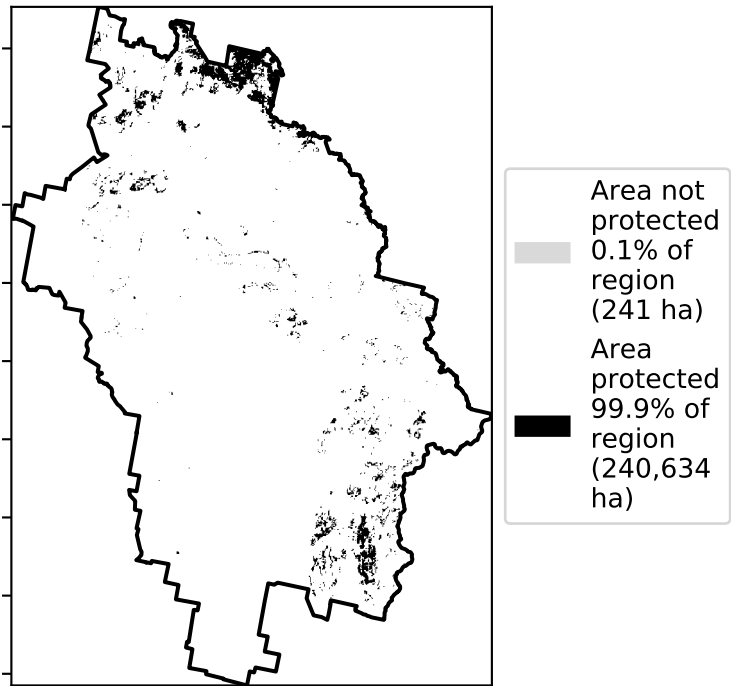 Area not
protected
0.1% of
region
(241 ha)
Area
protected
99.9% of
region
(240,634
ha)